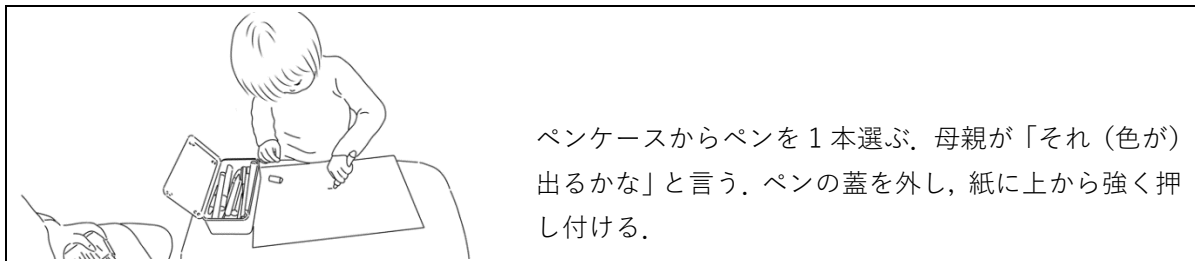 ペンケースからペンを 1 本選ぶ．母親が「それ（色が）
出るかな」と言う．ペンの蓋を外し，紙に上から強く押
し付ける．